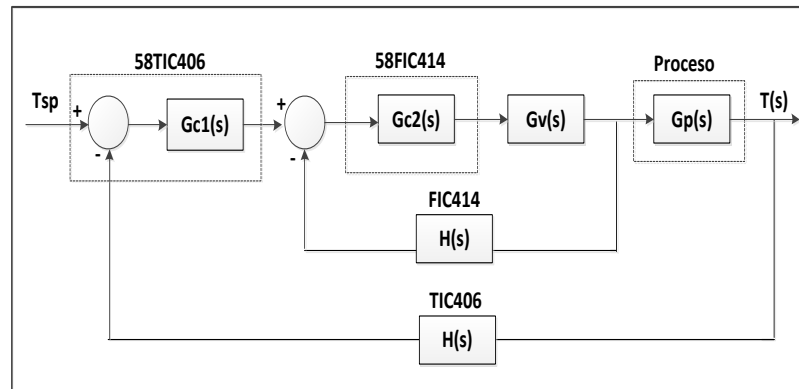 58TIC406
58FIC414
Proceso
Tsp
+
-
Gc1(s)
+
-
Gc2(s)
Gv(s)
Gp(s)
T(s)
FIC414
H(s)
TIC406
H(s)